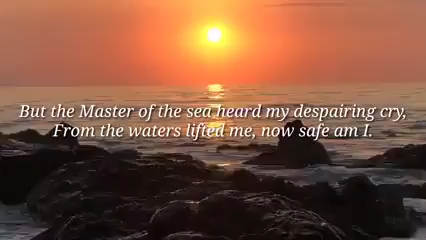 But the Master of the sea heard my despairing cry,
From the waters lifted me, now safe am I.